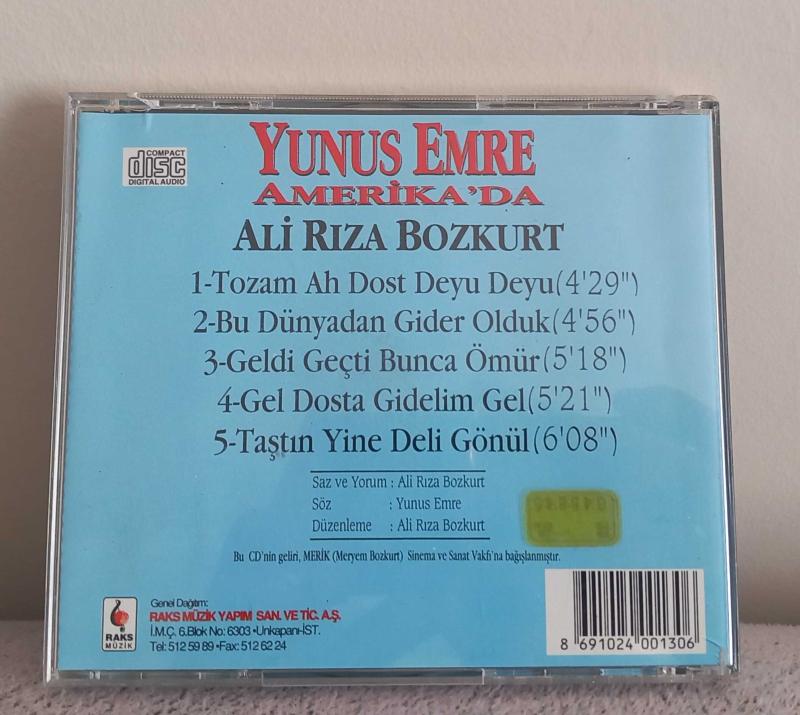 COMPACT
disc
DIGITAL AUDIO
YUNUS EMRE
AMERİKA'DA
ALİ RIZA BOZKURT
1-Tozam Ah Dost Deyu Deyu(4'29")
2-Bu Dünyadan Gider Olduk(4'56")
3-Geldi Geçti Bunca Ömür(5'18")
4-Gel Dosta Gidelim Gel(5'21")
5-Taştın Yine Deli Gönül(6'08")
Saz ve Yorum : Ali Rıza Bozkurt
Söz : Yunus Emre
Düzenleme : Ali Rıza Bozkurt
Bu CD'nin geliri, MERİK (Meryem Bozkurt) Sinema ve Sanat Vakfı'na bağışlanmıştır.
RAKS
MÜZİK
Genel Dağıtım:
RAKS MÜZİK YAPIM SAN. VE TİC. A.Ş.
İ.M.Ç. 6.Blok No: 6303 •Unkapanı-İST.
Tel: 512 59 89 •Fax: 512 62 24
8 691024 001306